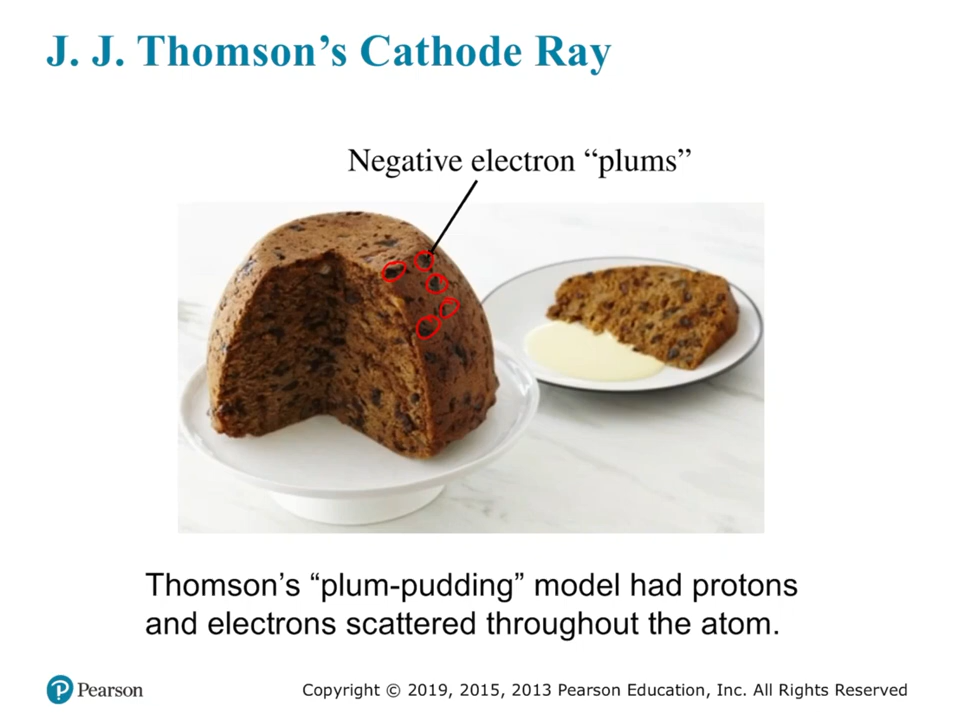 J. J. Thomson’s Cathode Ray
Negative electron “plums”
Thomson’s “plum-pudding” model had protons
and electrons scattered throughout the atom.
P Pearson
Copyright © 2019, 2015, 2013 Pearson Education, Inc. All Rights Reserved